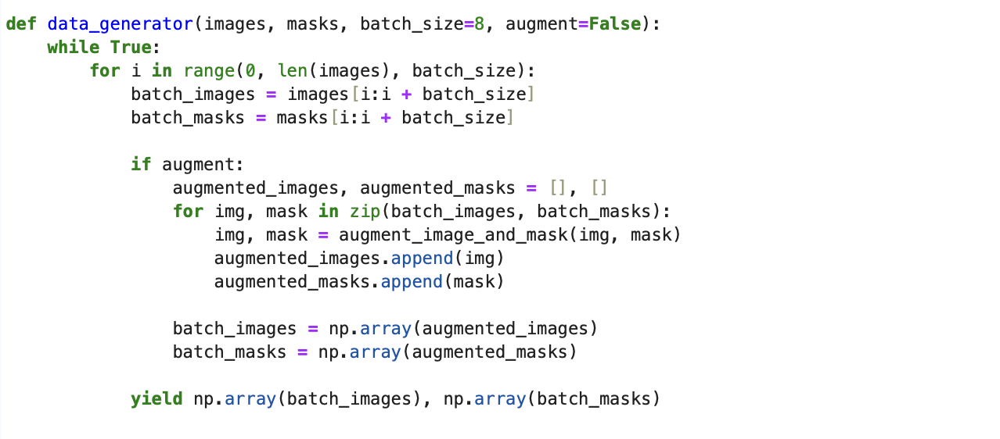 def data_generator(images, masks, batch_size=8, augment=False):
    while True:
        for i in range(0, len(images), batch_size):
            batch_images = images[i:i + batch_size]
            batch_masks = masks[i:i + batch_size]

            if augment:
                augmented_images, augmented_masks = [], []
                for img, mask in zip(batch_images, batch_masks):
                    img, mask = augment_image_and_mask(img, mask)
                    augmented_images.append(img)
                    augmented_masks.append(mask)

                batch_images = np.array(augmented_images)
                batch_masks = np.array(augmented_masks)

            yield np.array(batch_images), np.array(batch_masks)